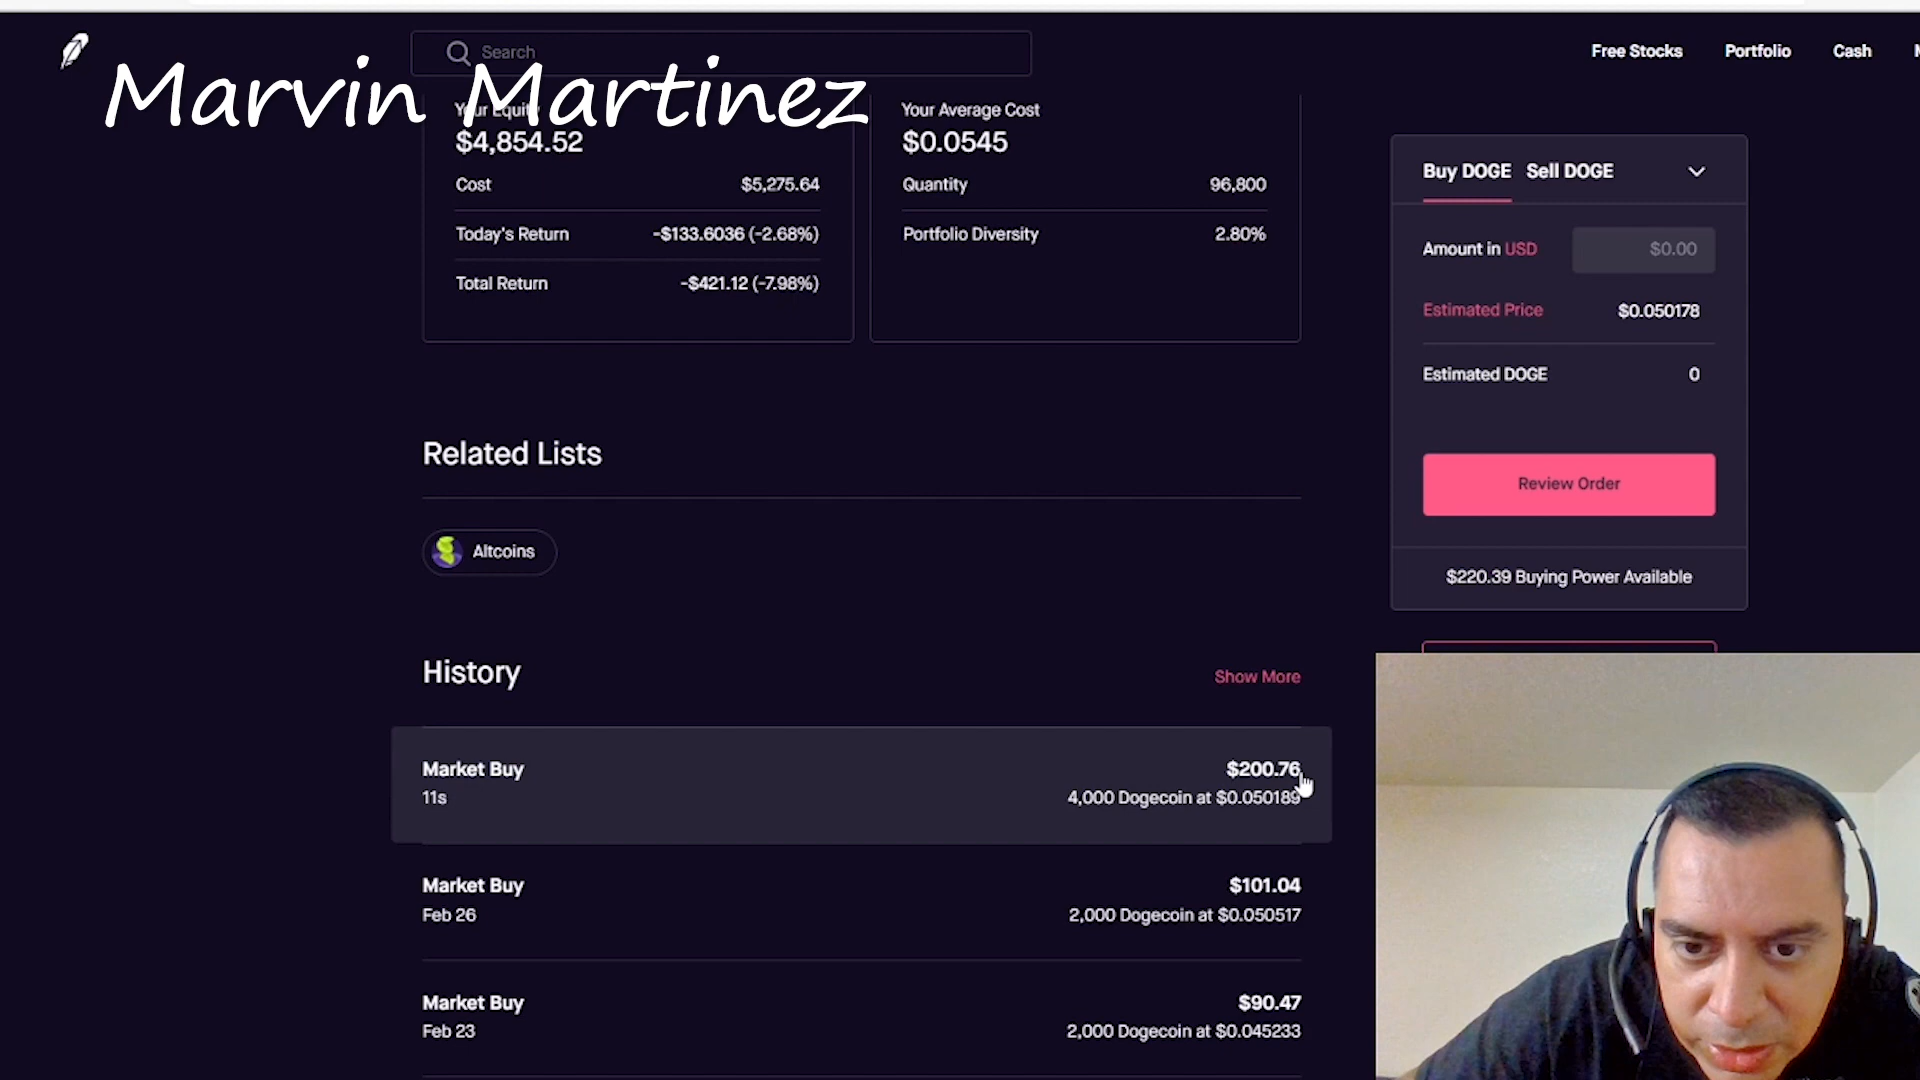 Search
Free Stocks
Portfolio
Cash
Marvin Martinez
Your Equity
$4,854.52
Cost $5,275.64
Today's Return -$133.6036 (-2.68%)
Total Return -$421.12 (-7.98%)
Your Average Cost
$0.0545
Quantity 96,800
Portfolio Diversity 2.80%
Buy DOGE Sell DOGE
Amount in USD $0.00
Estimated Price $0.050178
Estimated DOGE 0
Review Order
$220.39 Buying Power Available
Related Lists
Altcoins
History Show More
Market Buy $200.76
11s 4,000 Dogecoin at $0.050189
Market Buy $101.04
Feb 26 2,000 Dogecoin at $0.050517
Market Buy $90.47
Feb 23 2,000 Dogecoin at $0.045233